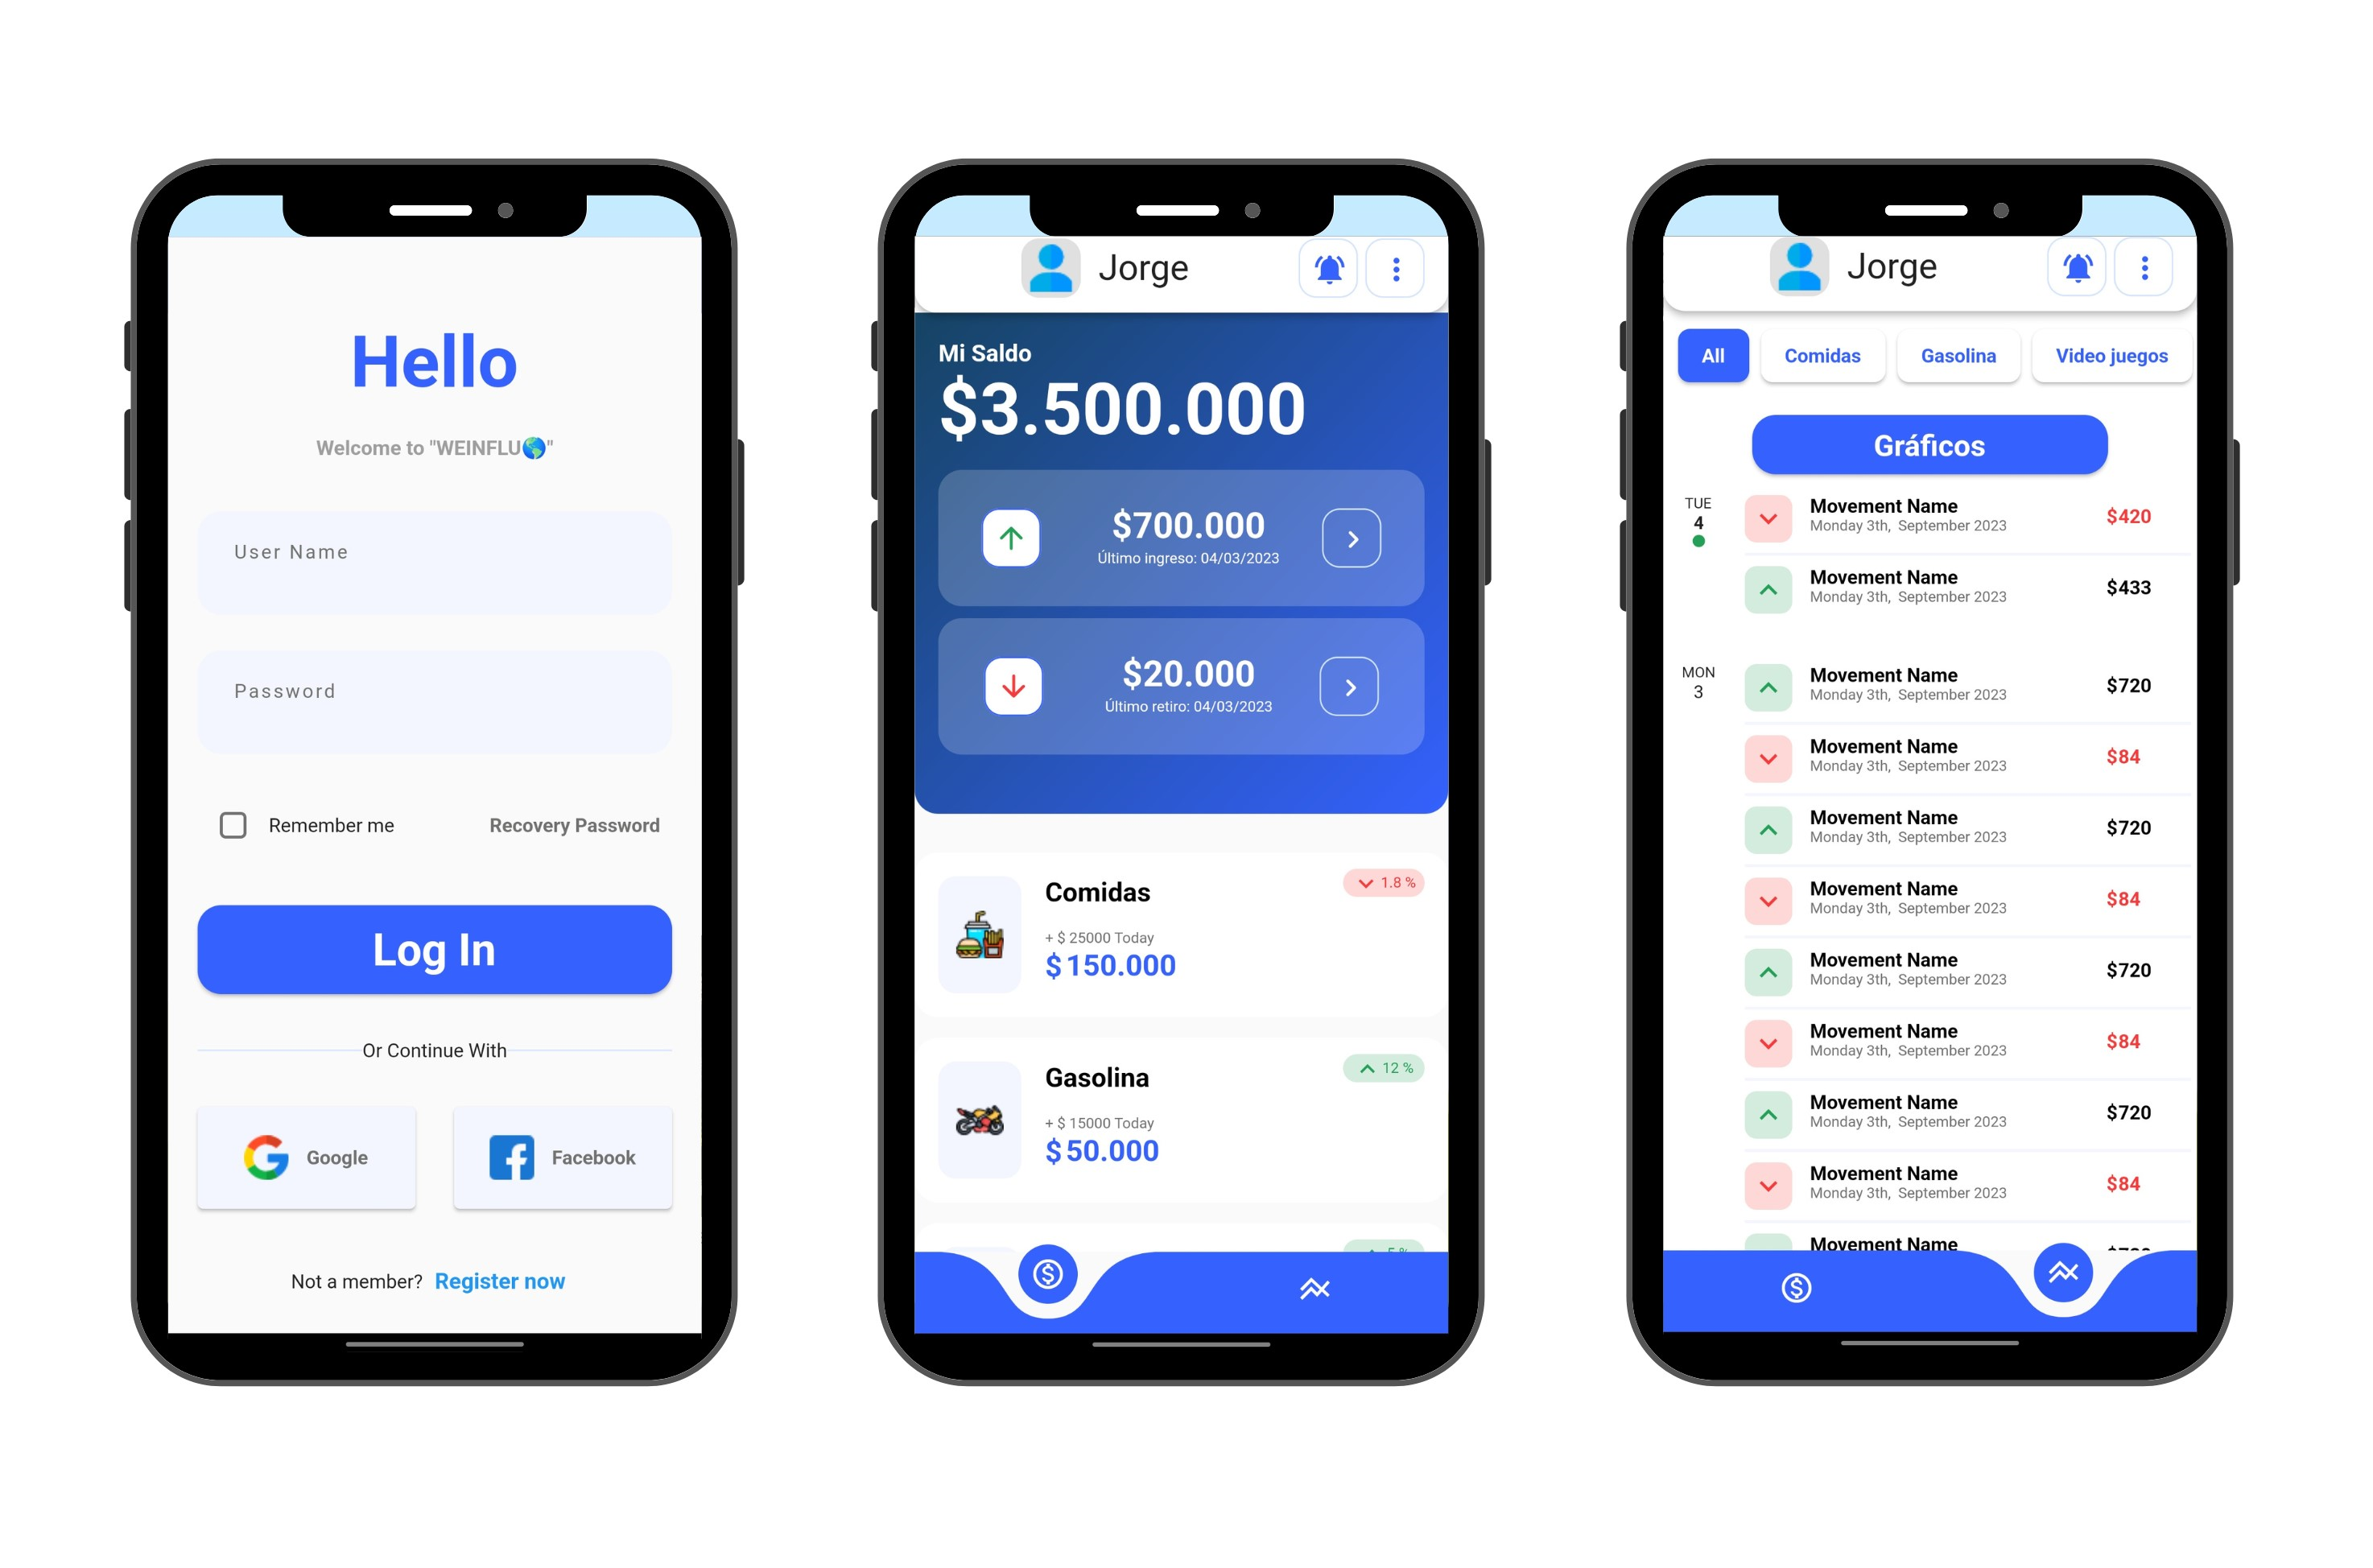 Hello
Welcome to "WEINFLU🌎"
User Name
Password
Remember me
Recovery Password
Log In
Or Continue With
Google
Facebook
Not a member? Register now
Jorge
Mi Saldo
$3.500.000
$700.000
Último ingreso: 04/03/2023
$20.000
Último retiro: 04/03/2023
Comidas
1.8 %
+ $ 25000 Today
$ 150.000
Gasolina
12 %
+ $ 15000 Today
$ 50.000
Jorge
All
Comidas
Gasolina
Video juegos
Gráficos
TUE
4
Movement Name
Monday 3th, September 2023
$420
Movement Name
Monday 3th, September 2023
$433
MON
3
Movement Name
Monday 3th, September 2023
$720
Movement Name
Monday 3th, September 2023
$84
Movement Name
Monday 3th, September 2023
$720
Movement Name
Monday 3th, September 2023
$84
Movement Name
Monday 3th, September 2023
$720
Movement Name
Monday 3th, September 2023
$84
Movement Name
Monday 3th, September 2023
$720
Movement Name
Monday 3th, September 2023
$84
Movement Name